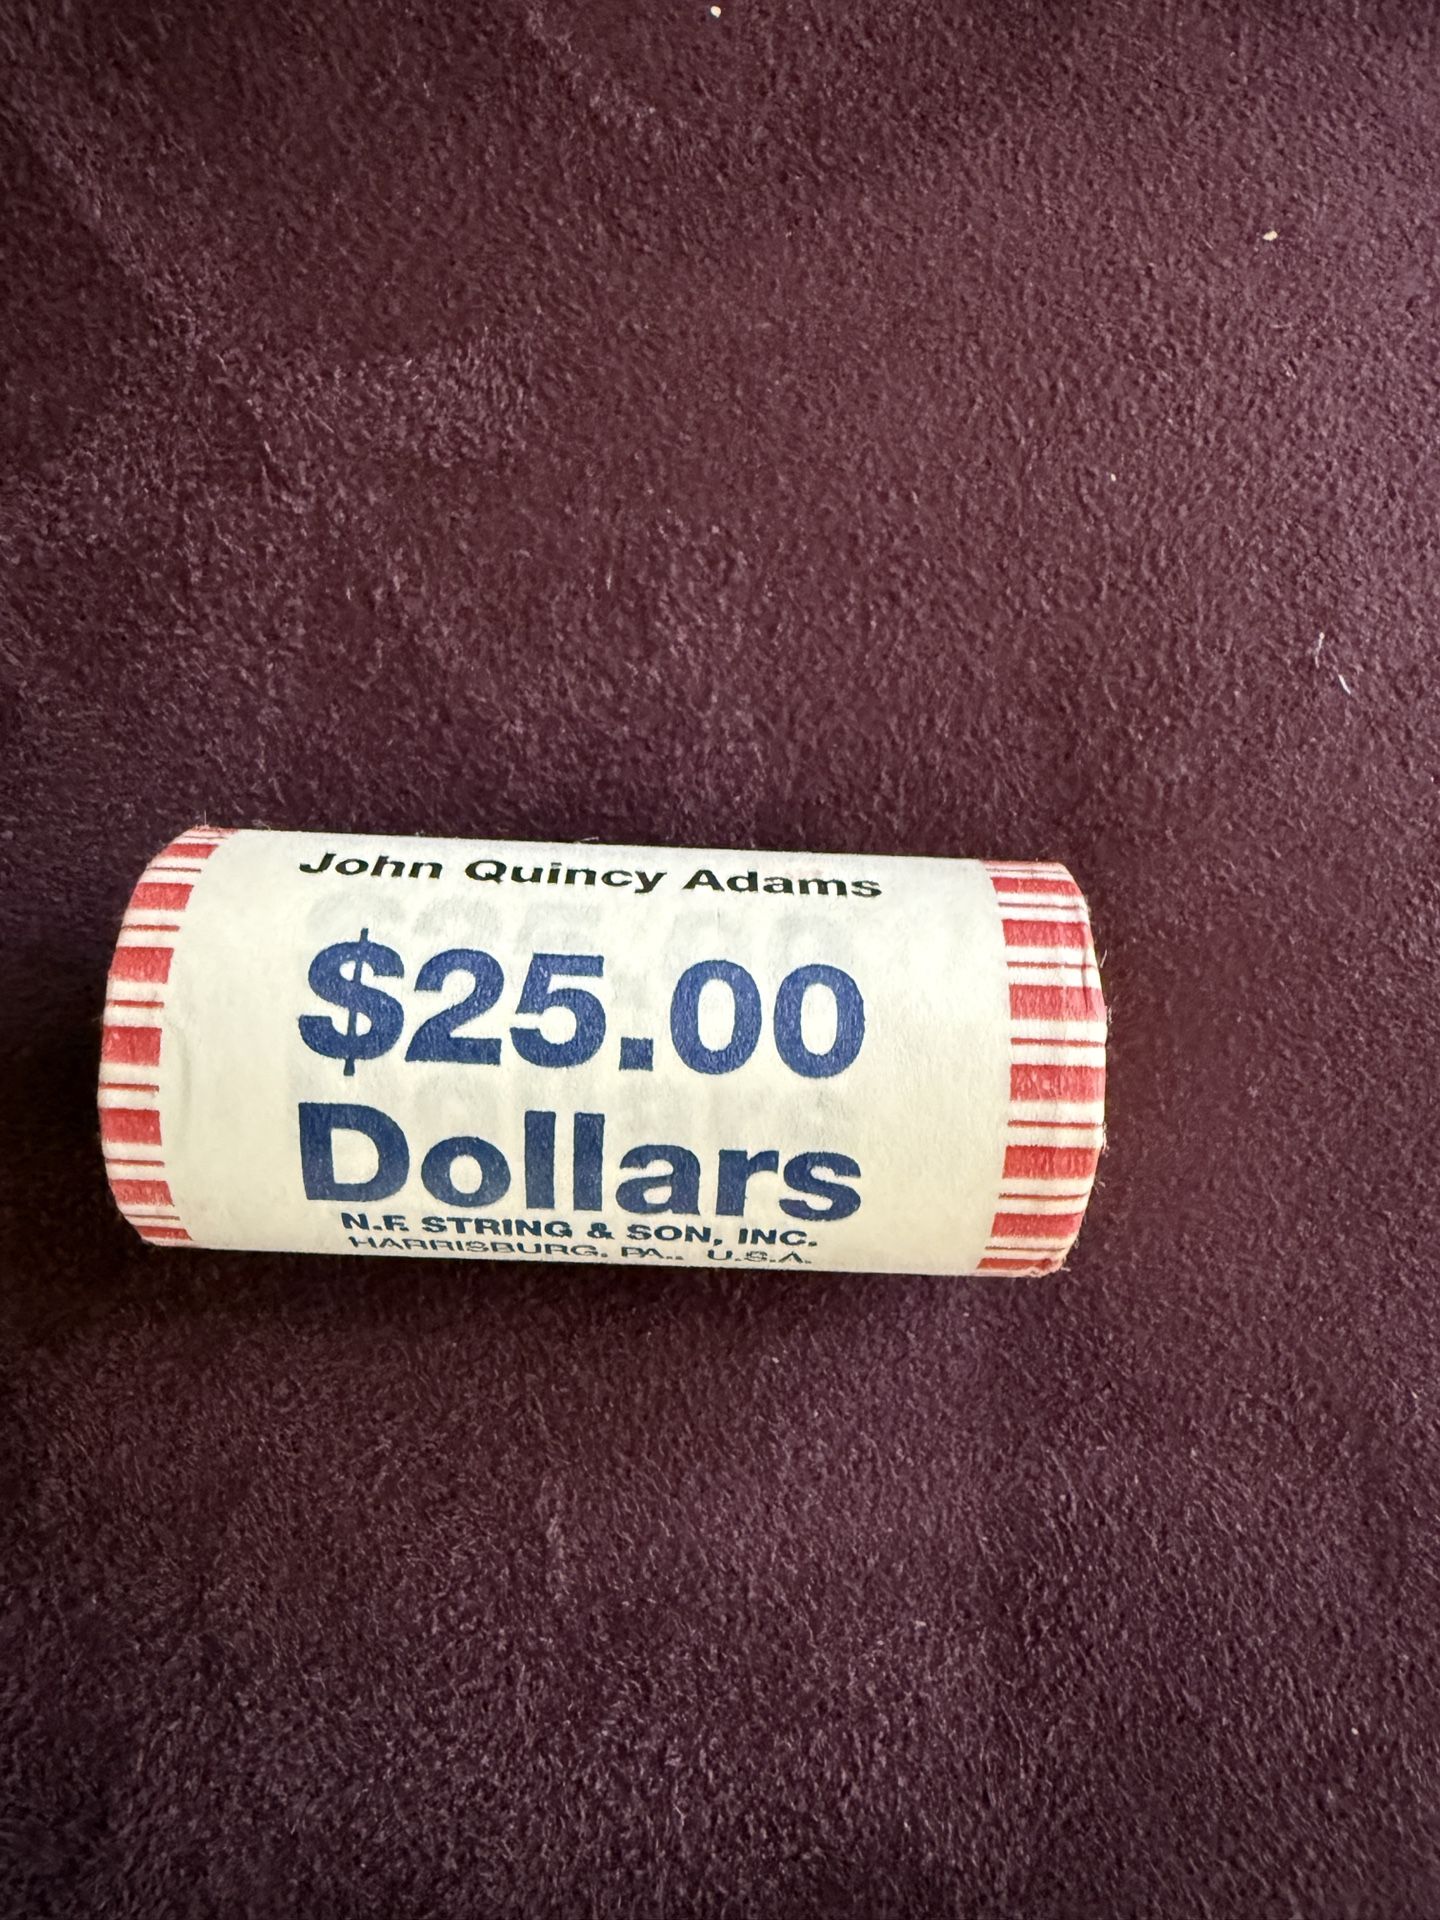 John Quincy Adams
$25.00
Dollars
N.F. STRING & SON, INC.
HARRISBURG, PA., U.S.A.